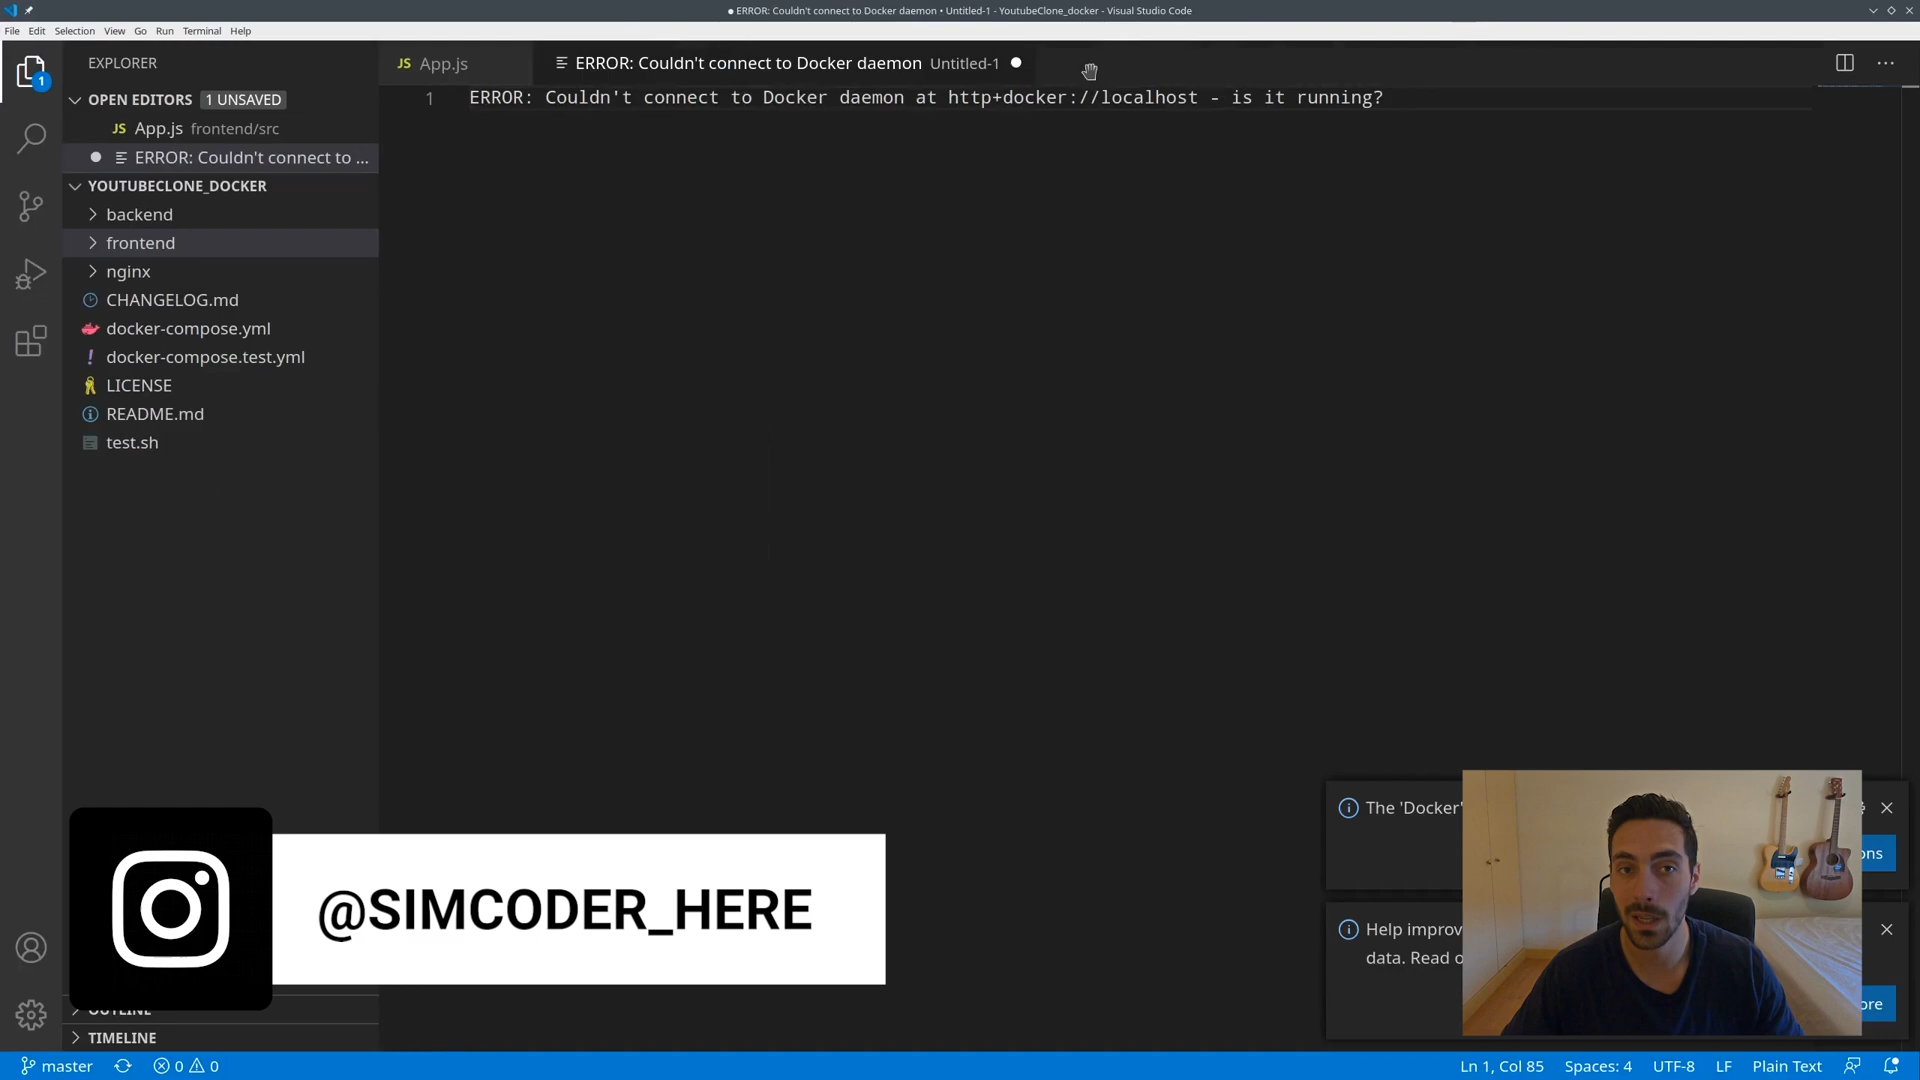 ERROR: Couldn't connect to Docker daemon • Untitled-1 - YoutubeClone_docker - Visual Studio Code
File Edit Selection View Go Run Terminal Help
EXPLORER
JS App.js
ERROR: Couldn't connect to Docker daemon Untitled-1
OPEN EDITORS 1 UNSAVED
1 ERROR: Couldn't connect to Docker daemon at http+docker://localhost - is it running?
1
JS App.js frontend/src
ERROR: Couldn't connect to ...
YOUTUBECLONE_DOCKER
backend
frontend
nginx
CHANGELOG.md
docker-compose.yml
! docker-compose.test.yml
LICENSE
README.md
test.sh
The 'Docker'
ons
@SIMCODER_HERE
Help improv
data. Read o
ore
OUTLINE
TIMELINE
master 0 0 Ln 1, Col 85 Spaces: 4 UTF-8 LF Plain Text